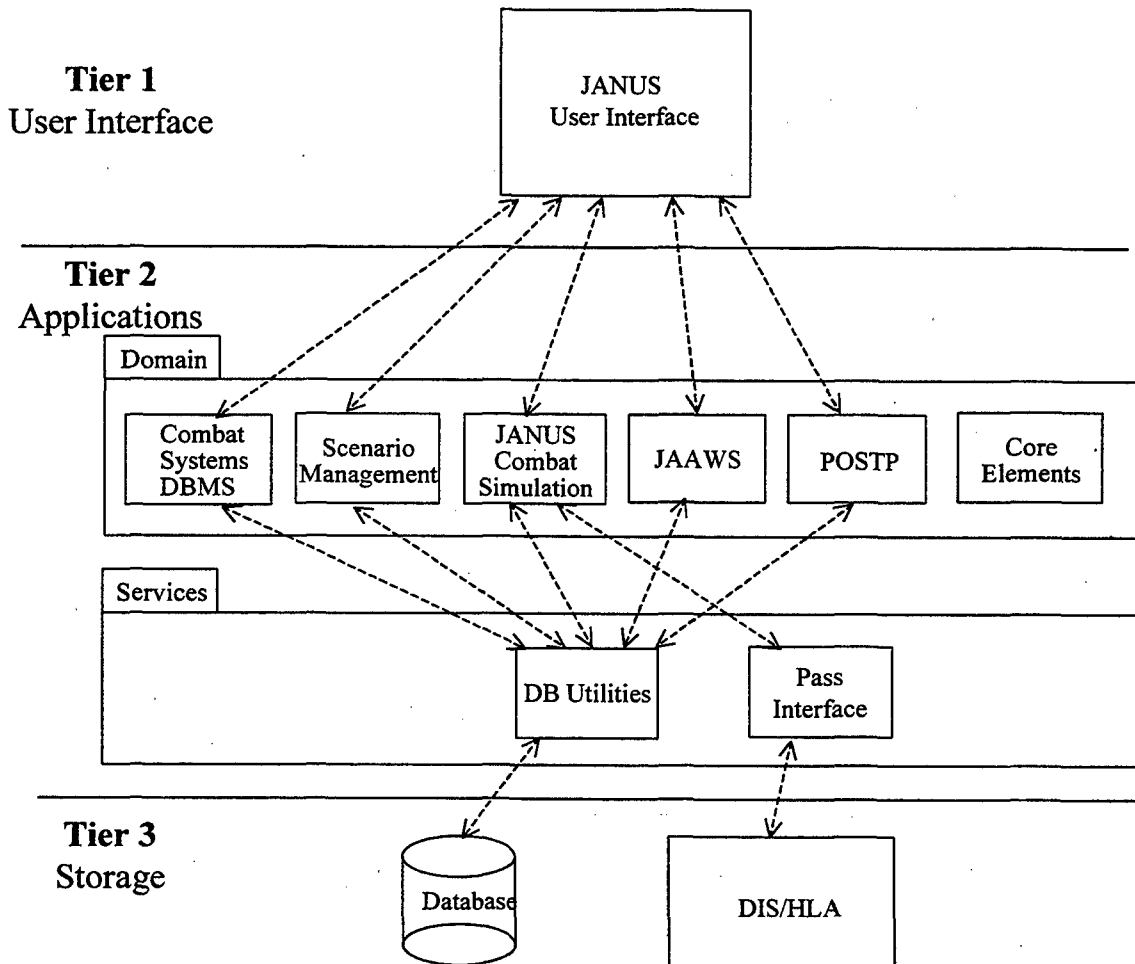 Tier 1
User Interface
JANUS
User Interface
Tier 2
Applications
Domain
Combat
Systems
DBMS
Scenario
Management
JANUS
Combat
Simulation
JAAWS
POSTP
Core
Elements
Services
DB Utilities
Pass
Interface
Tier 3
Storage
Database
DIS/HLA